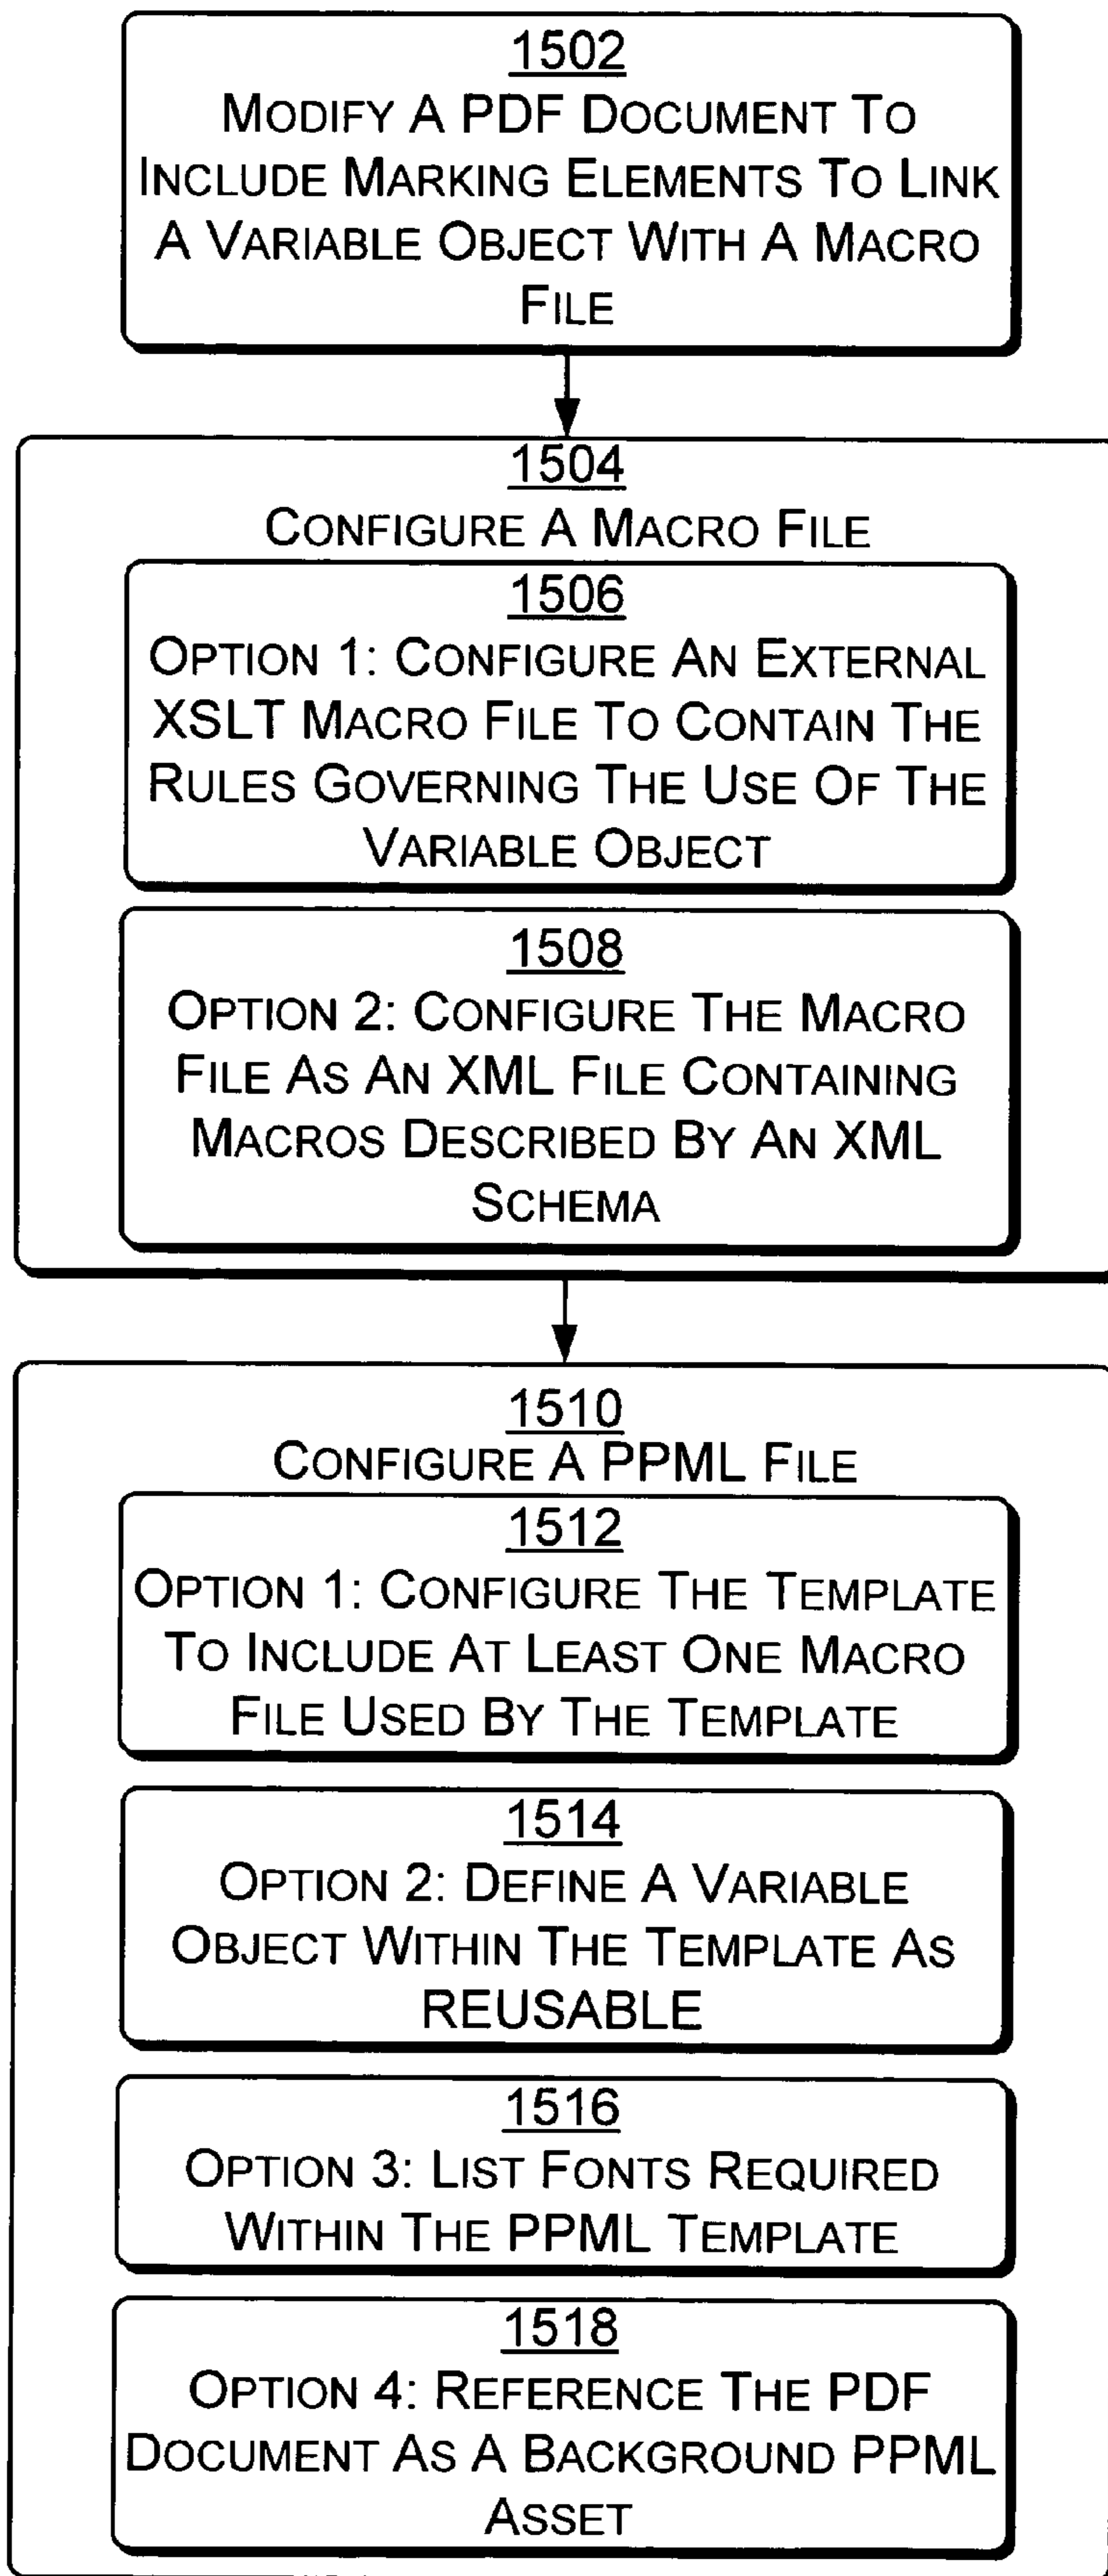 1502
MODIFY A PDF DOCUMENT TO
INCLUDE MARKING ELEMENTS TO LINK
A VARIABLE OBJECT WITH A MACRO
FILE
1504
CONFIGURE A MACRO FILE
1506
OPTION 1: CONFIGURE AN EXTERNAL
XSLT MACRO FILE TO CONTAIN THE
RULES GOVERNING THE USE OF THE
VARIABLE OBJECT
1508
OPTION 2: CONFIGURE THE MACRO
FILE AS AN XML FILE CONTAINING
MACROS DESCRIBED BY AN XML
SCHEMA
1510
CONFIGURE A PPML FILE
1512
OPTION 1: CONFIGURE THE TEMPLATE
TO INCLUDE AT LEAST ONE MACRO
FILE USED BY THE TEMPLATE
1514
OPTION 2: DEFINE A VARIABLE
OBJECT WITHIN THE TEMPLATE AS
REUSABLE
1516
OPTION 3: LIST FONTS REQUIRED
WITHIN THE PPML TEMPLATE
1518
OPTION 4: REFERENCE THE PDF
DOCUMENT AS A BACKGROUND PPML
ASSET